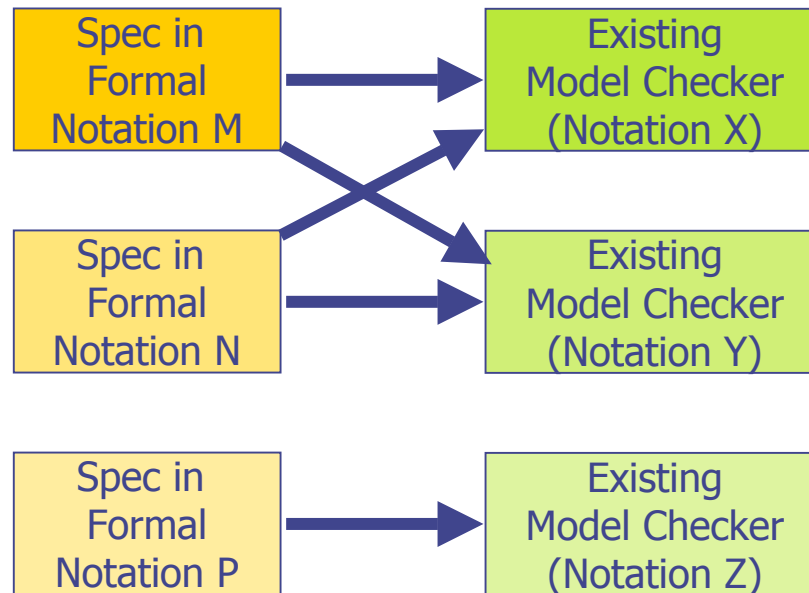 Spec in
Formal
Notation M
Existing
Model Checker
(Notation X)
Spec in
Formal
Notation N
Existing
Model Checker
(Notation Y)
Spec in
Formal
Notation P
Existing
Model Checker
(Notation Z)